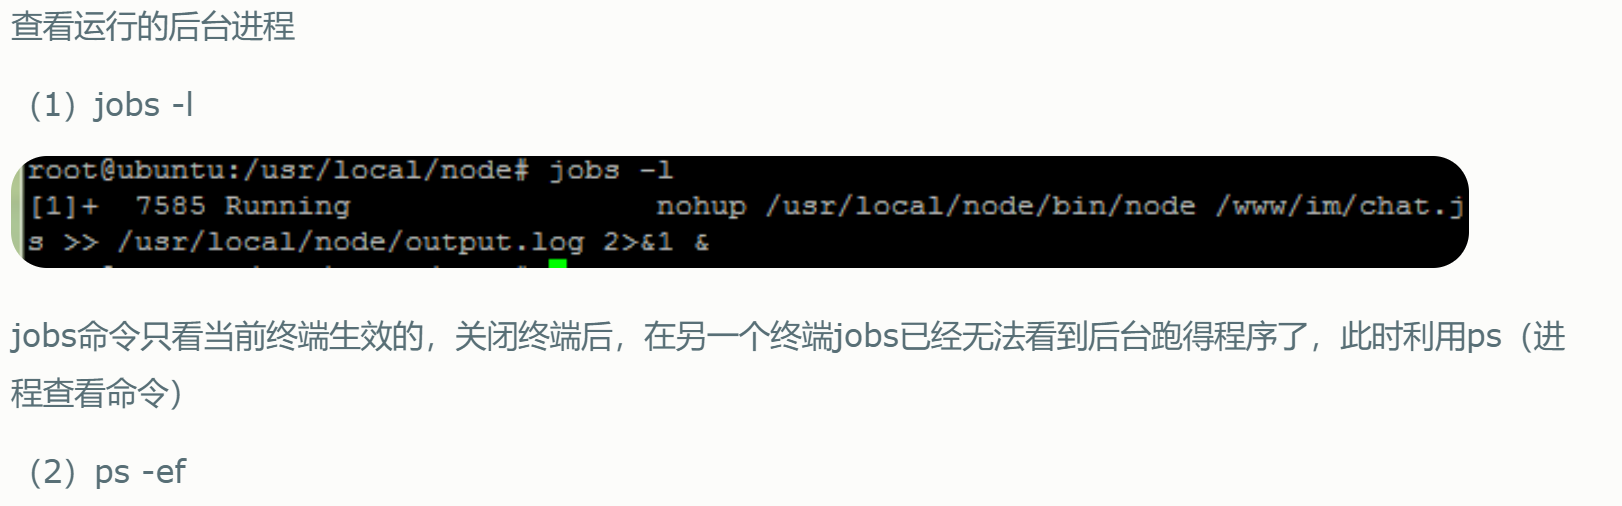 查看运行的后台进程
（1）jobs -l
root@ubuntu:/usr/local/node# jobs -l
[1]+  7585 Running                 nohup /usr/local/node/bin/node /www/im/chat.j
s >> /usr/local/node/output.log 2>&1 &
jobs命令只看当前终端生效的，关闭终端后，在另一个终端jobs已经无法看到后台跑得程序了，此时利用ps（进
程查看命令）
（2）ps -ef